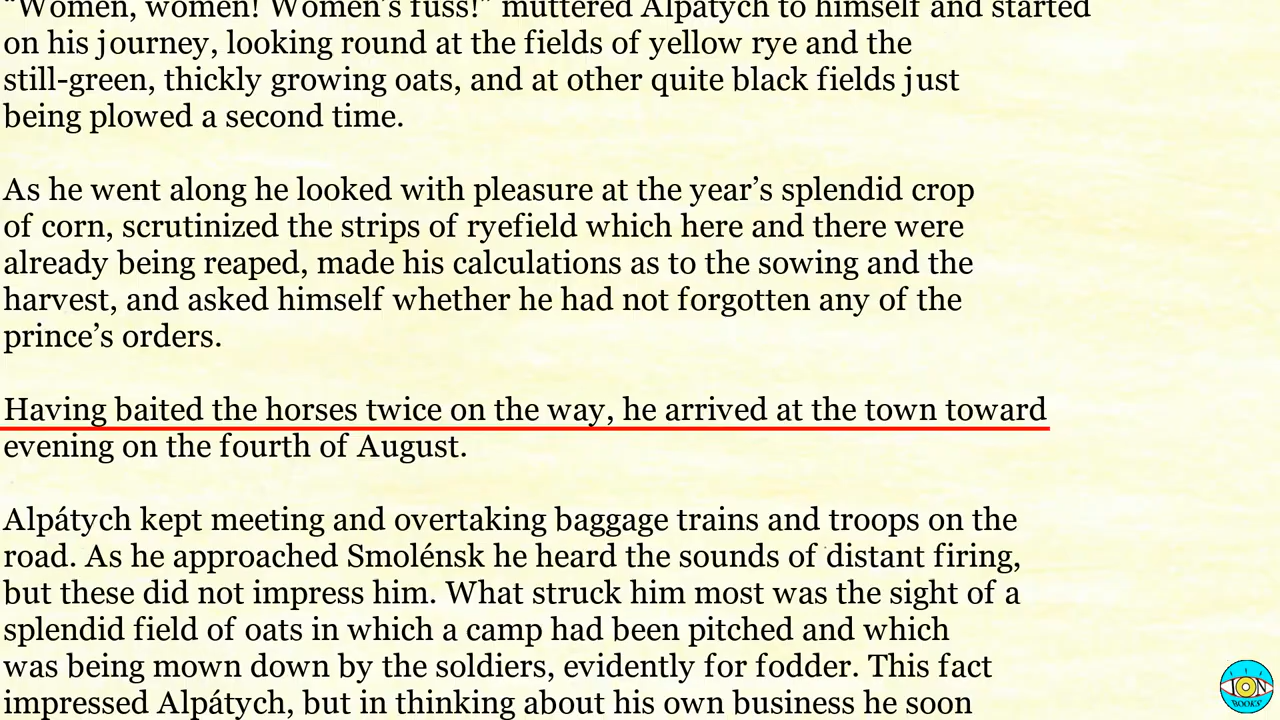 “Women, women! Women’s fuss!” muttered Alpátych to himself and started
on his journey, looking round at the fields of yellow rye and the
still-green, thickly growing oats, and at other quite black fields just
being plowed a second time.
As he went along he looked with pleasure at the year’s splendid crop
of corn, scrutinized the strips of ryefield which here and there were
already being reaped, made his calculations as to the sowing and the
harvest, and asked himself whether he had not forgotten any of the
prince’s orders.
Having baited the horses twice on the way, he arrived at the town toward
evening on the fourth of August.
Alpátych kept meeting and overtaking baggage trains and troops on the
road. As he approached Smolénsk he heard the sounds of distant firing,
but these did not impress him. What struck him most was the sight of a
splendid field of oats in which a camp had been pitched and which
was being mown down by the soldiers, evidently for fodder. This fact
impressed Alpátych, but in thinking about his own business he soon
ION
BOOKS